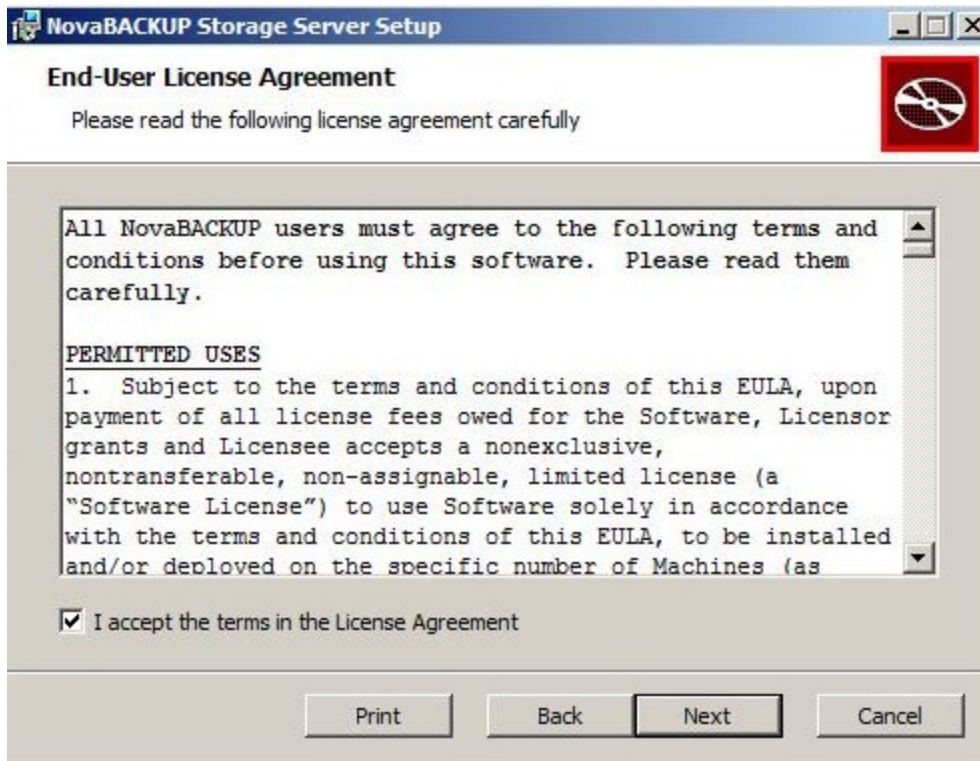 NovaBACKUP Storage Server Setup
End-User License Agreement
Please read the following license agreement carefully
All NovaBACKUP users must agree to the following terms and
conditions before using this software.  Please read them
carefully.
PERMITTED USES
1.  Subject to the terms and conditions of this EULA, upon
payment of all license fees owed for the Software, Licensor
grants and Licensee accepts a nonexclusive,
nontransferable, non-assignable, limited license (a
“Software License”) to use Software solely in accordance
with the terms and conditions of this EULA, to be installed
and/or deployed on the specific number of Machines (as
I accept the terms in the License Agreement
Print Back Next Cancel